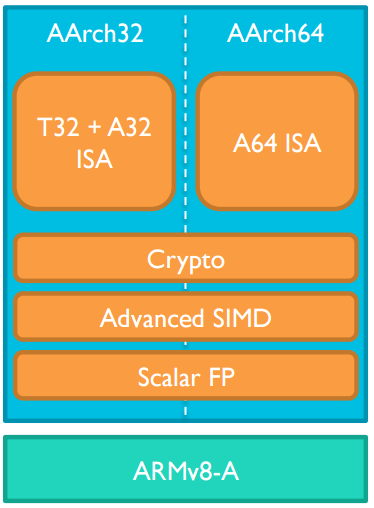 AArch32
AArch64
T32 + A32
ISA
A64 ISA
Crypto
Advanced SIMD
Scalar FP
ARMv8-A